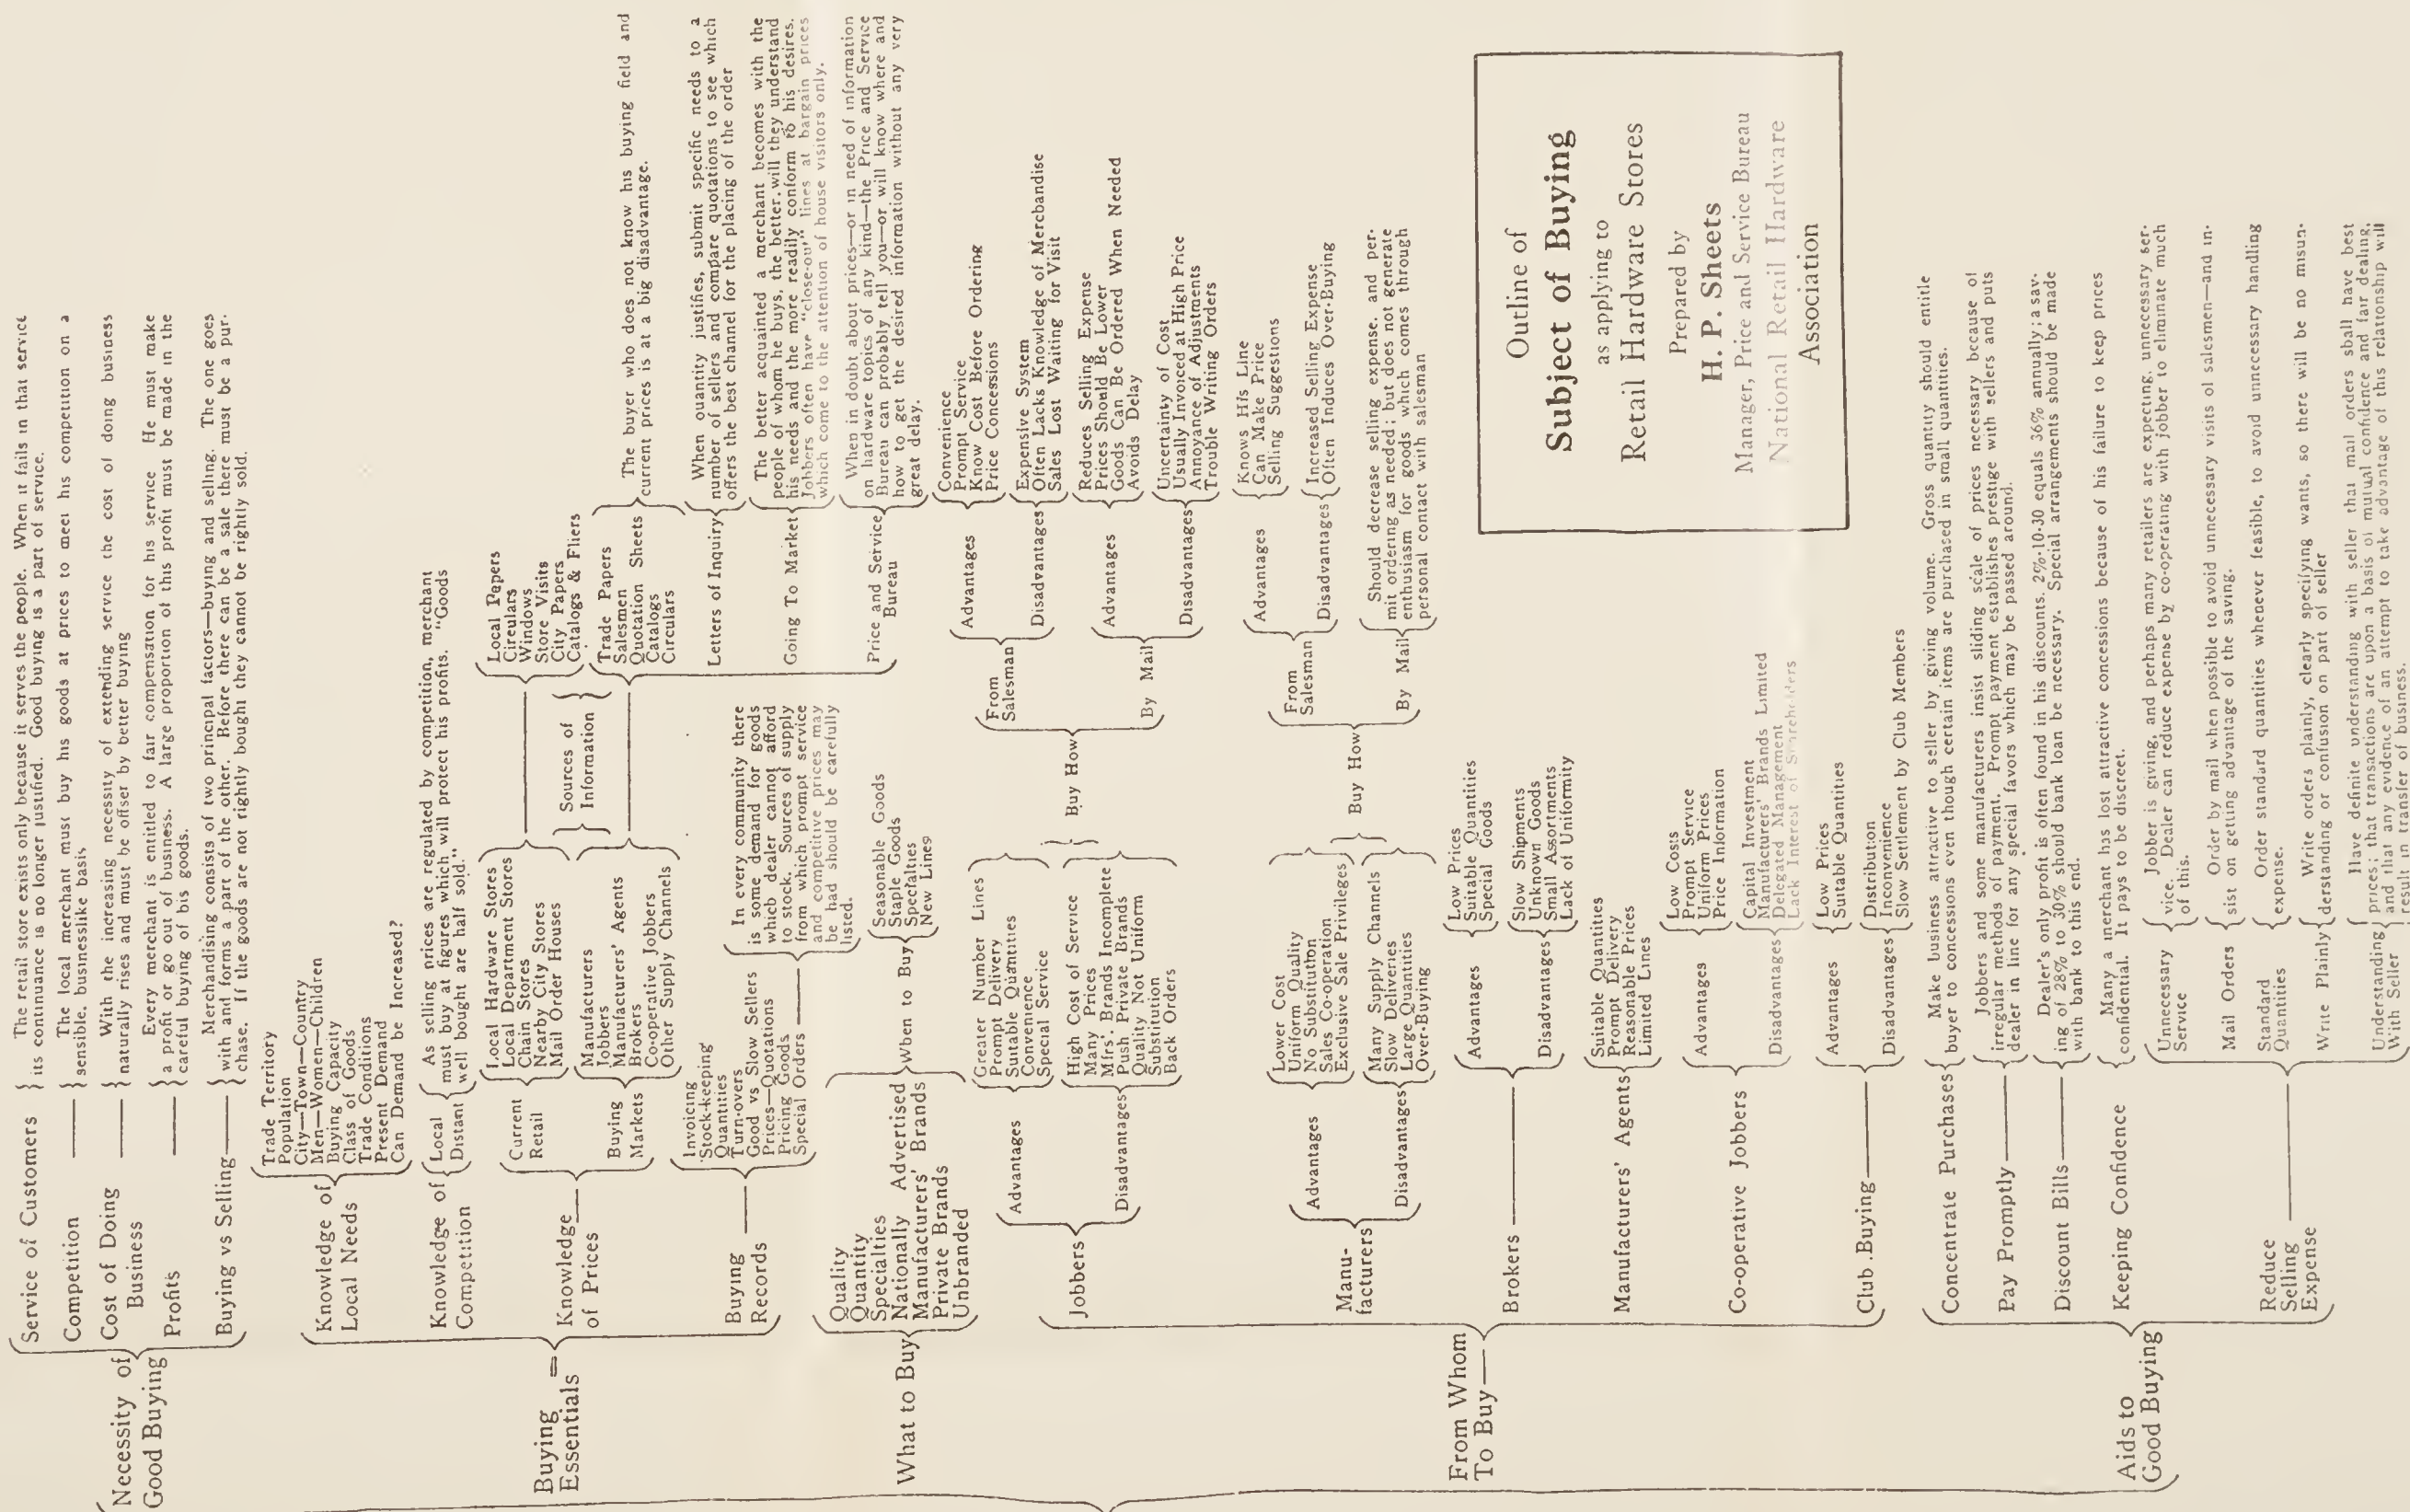 Necessity of
Good Buying
Service of Customers
The retail store exists only because it serves the people. When it fails in that service
its continuance is no longer justified. Good buying is a part of service.
Competition
The local merchant must buy his goods at prices to meet his competition on a
sensible, businesslike basis
Cost of Doing
Business
With the increasing necessity of extending service the cost of doing business
naturally rises and must be offset by better buying
Profits
Every merchant is entitled to fair compensation for his service He must make
a profit or go out of business. A large proportion of this profit must be made in the
careful buying of his goods.
Buying vs Selling
Merchandising consists of two principal factors—buying and selling. The one goes
with and forms a part of the other. Before there can be a sale there must be a pur-
chase. If the goods are not rightly bought they cannot be rightly sold.
Buying
Essentials
Knowledge of
Local Needs
Trade Territory
Population
City—Town—Country
Men—Women—Children
Buying Capacity
Class of Goods
Trade Conditions
Present Demand
Can Demand be Increased?
Knowledge of
Competition
Local
Distant
As selling prices are regulated by competition, merchant
must buy at figures which will protect his profits. "Goods
well bought are half sold."
Knowledge
of Prices
Current
Retail
Local Hardware Stores
Local Department Stores
Chain Stores
Nearby City Stores
Mail Order Houses
Buying
Markets
Manufacturers
Jobbers
Manufacturers' Agents
Brokers
Co-operative Jobbers
Other Supply Channels
Sources of
Information
Local Papers
Circulars
Windows
Store Visits
City Papers
Catalogs & Fliers
Trade Papers
Salesmen
Quotation Sheets
Catalogs
Circulars
The buyer who does not know his buying field and
current prices is at a big disadvantage.
Letters of Inquiry
When quantity justifies, submit specific needs to a
number of sellers and compare quotations to see which
offers the best channel for the placing of the order
Going To Market
The better acquainted a merchant becomes with the
people of whom he buys, the better will they understand
his needs and the more readily conform to his desires.
Jobbers often have "close-out" lines at bargain prices
which come to the attention of house visitors only.
Price and Service
Bureau
When in doubt about prices—or in need of information
on hardware topics of any kind—the Price and Service
Bureau can probably tell you—or will know where and
how to get the desired information without any very
great delay.
Buying
Records
Invoicing
Stock-keeping
Quantities
Turn-overs
Good vs Slow Sellers
Prices—Quotations
Pricing Goods
Special Orders
In every community there
is some demand for goods
which dealer cannot afford
to stock. Sources of supply
from which prompt service
and competitive prices may
be had should be carefully
listed.
What to Buy
Quality
Quantity
Specialties
Nationally Advertised
Manufacturers' Brands
Private Brands
Unbranded
When to Buy
Seasonable Goods
Staple Goods
Specialties
New Lines
From Whom
To Buy
Jobbers
Advantages
Greater Number Lines
Prompt Delivery
Suitable Quantities
Convenience
Special Service
Disadvantages
High Cost of Service
Many Prices
Mfrs'. Brands Incomplete
Push Private Brands
Quality Not Uniform
Substitution
Back Orders
Buy How
From
Salesman
Advantages
Convenience
Prompt Service
Know Cost Before Ordering
Price Concessions
Disadvantages
Expensive System
Often Lacks Knowledge of Merchandise
Sales Lost Waiting for Visit
By Mail
Advantages
Reduces Selling Expense
Prices Should Be Lower
Goods Can Be Ordered When Needed
Avoids Delay
Disadvantages
Uncertainty of Cost
Usually Invoiced at High Price
Annoyance of Adjustments
Trouble Writing Orders
Manu-
facturers
Advantages
Lower Cost
Uniform Quality
No Substitution
Sales Co-operation
Exclusive Sale Privileges
Disadvantages
Many Supply Channels
Slow Deliveries
Large Quantities
Over-Buying
Buy How
From
Salesman
Advantages
Knows His Line
Can Make Price
Selling Suggestions
Disadvantages
Increased Selling Expense
Often Induces Over-Buying
By Mail
Should decrease selling expense. and per-
mit ordering as needed; but does not generate
enthusiasm for goods which comes through
personal contact with salesman
Brokers
Advantages
Low Prices
Suitable Quantities
Special Goods
Disadvantages
Slow Shipments
Unknown Goods
Small Assortments
Lack of Uniformity
Manufacturers' Agents
Suitable Quantities
Prompt Delivery
Reasonable Prices
Limited Lines
Co-operative Jobbers
Advantages
Low Costs
Prompt Service
Uniform Prices
Price Information
Disadvantages
Capital Investment
Manufacturers' Brands Limited
Delegated Management
Lack Interest of Shareholders
Club Buying
Advantages
Low Prices
Suitable Quantities
Disadvantages
Distribution
Inconvenience
Slow Settlement by Club Members
Outline of
Subject of Buying
as applying to
Retail Hardware Stores
Prepared by
H. P. Sheets
Manager, Price and Service Bureau
National Retail Hardware
Association
Aids to
Good Buying
Concentrate Purchases
Make business attractive to seller by giving volume. Gross quantity should entitle
buyer to concessions even though certain items are purchased in small quantities.
Pay Promptly
Jobbers and some manufacturers insist sliding scale of prices necessary because of
irregular methods of payment. Prompt payment establishes prestige with sellers and puts
dealer in line for any special favors which may be passed around.
Discount Bills
Dealer's only profit is often found in his discounts. 2%-10-30 equals 36% annually; a sav-
ing of 28% to 30% should bank loan be necessary. Special arrangements should be made
with bank to this end.
Keeping Confidence
Many a merchant has lost attractive concessions because of his failure to keep prices
confidential. It pays to be discreet.
Reduce
Selling
Expense
Unnecessary
Service
Jobber is giving, and perhaps many retailers are expecting, unnecessary ser-
vice. Dealer can reduce expense by co-operating with jobber to eliminate much
of this.
Mail Orders
Order by mail when possible to avoid unnecessary visits of salesmen—and in-
sist on getting advantage of the saving.
Standard
Quantities
Order standard quantities whenever feasible, to avoid unnecessary handling
expense.
Write Plainly
Write orders plainly, clearly specifying wants, so there will be no misun-
derstanding or confusion on part of seller
Understanding
With Seller
Have definite understanding with seller that mail orders shall have best
prices; that transactions are upon a basis of mutual confidence and fair dealing,
and that any evidence of an attempt to take advantage of this relationship will
result in transfer of business.